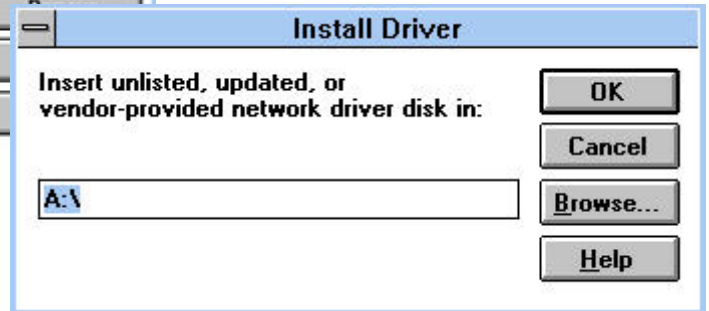 Install Driver
Insert unlisted, updated, or
vendor-provided network driver disk in:
A:\
OK
Cancel
Browse...
Help